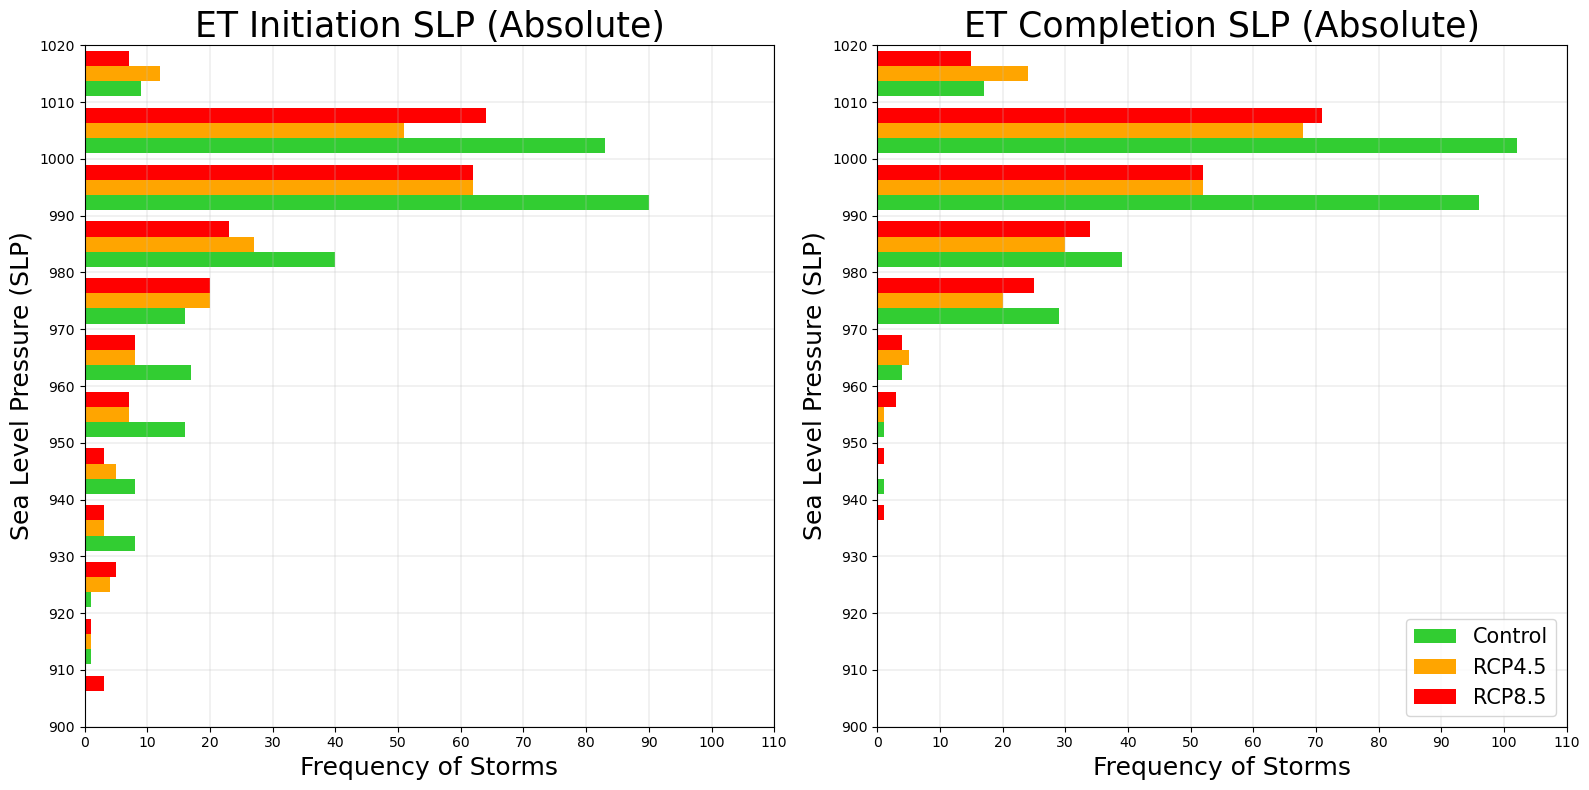 ET Initiation SLP (Absolute)
1020
1010
1000
990
980
970
960
950
940
930
920
910
900
Sea Level Pressure (SLP)
0 10 20 30 40 50 60 70 80 90 100 110
Frequency of Storms
ET Completion SLP (Absolute)
1020
1010
1000
990
980
970
960
950
940
930
920
910
900
Sea Level Pressure (SLP)
Control
RCP4.5
RCP8.5
0 10 20 30 40 50 60 70 80 90 100 110
Frequency of Storms